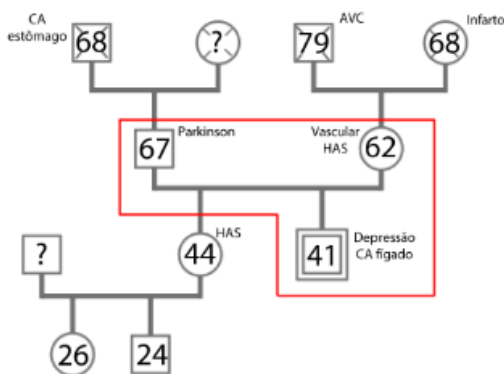 CA
estômago
68
?
AVC
79
Infarto
68
Parkinson
67
Vascular
HAS
62
HAS
44
Depressão
CA fígado
41
?
26
24